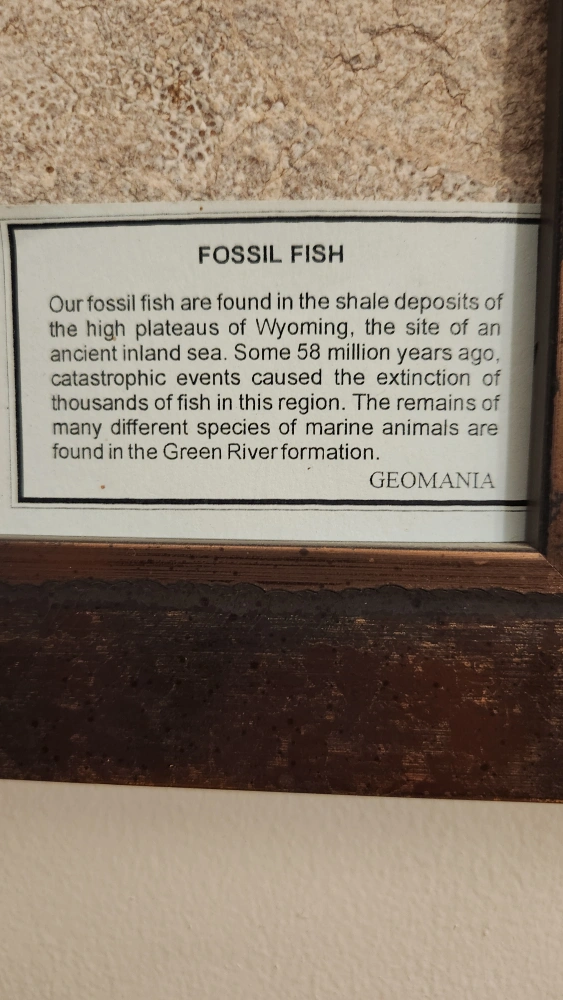 FOSSIL FISH
Our fossil fish are found in the shale deposits of
the high plateaus of Wyoming, the site of an
ancient inland sea. Some 58 million years ago,
catastrophic events caused the extinction of
thousands of fish in this region. The remains of
many different species of marine animals are
found in the Green River formation.
GEOMANIA